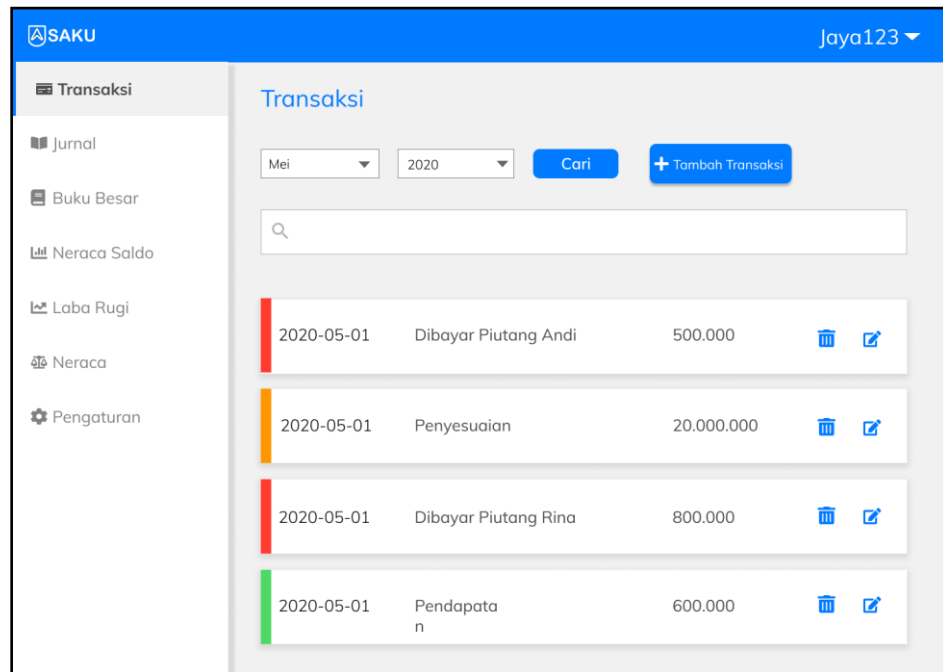 SAKU
Jaya123
Transaksi
Jurnal
Buku Besar
Neraca Saldo
Laba Rugi
Neraca
Pengaturan
Transaksi
Mei 2020 Cari Tambah Transaksi
2020-05-01 Dibayar Piutang Andi 500.000
2020-05-01 Penyesuaian 20.000.000
2020-05-01 Dibayar Piutang Rina 800.000
2020-05-01 Pendapata 600.000
n